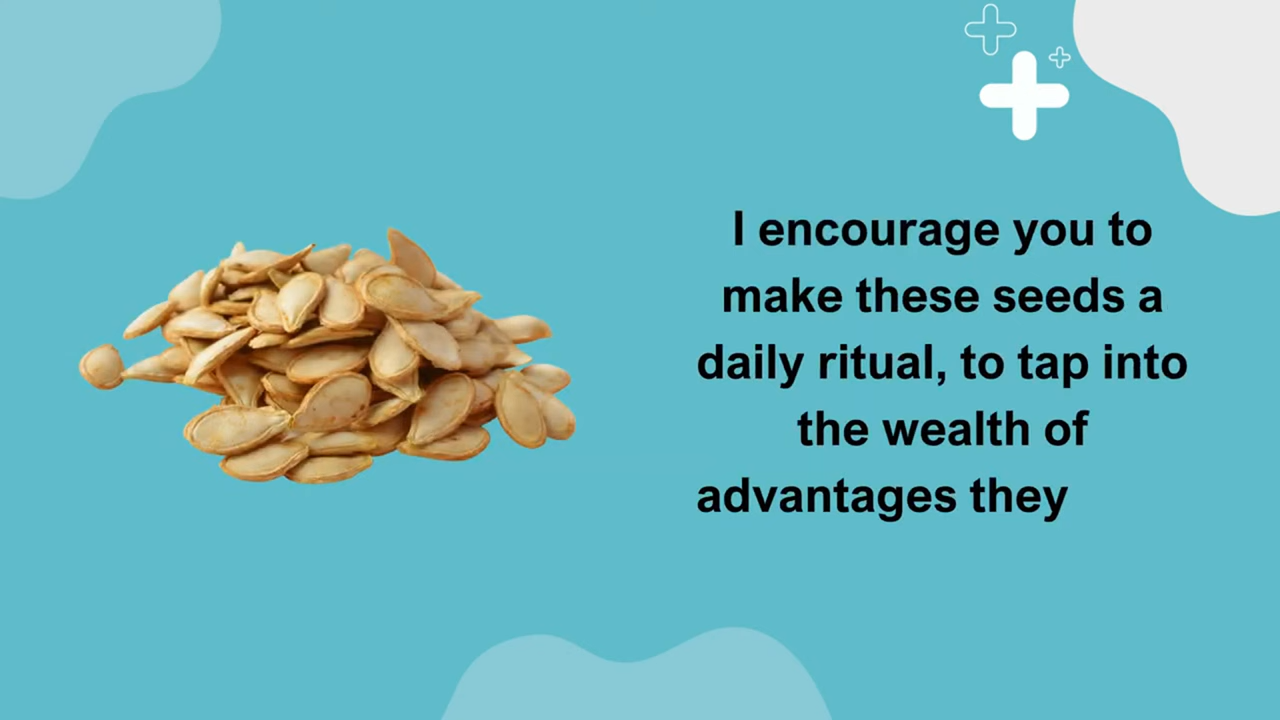 I encourage you to
make these seeds a
daily ritual, to tap into
the wealth of
advantages they